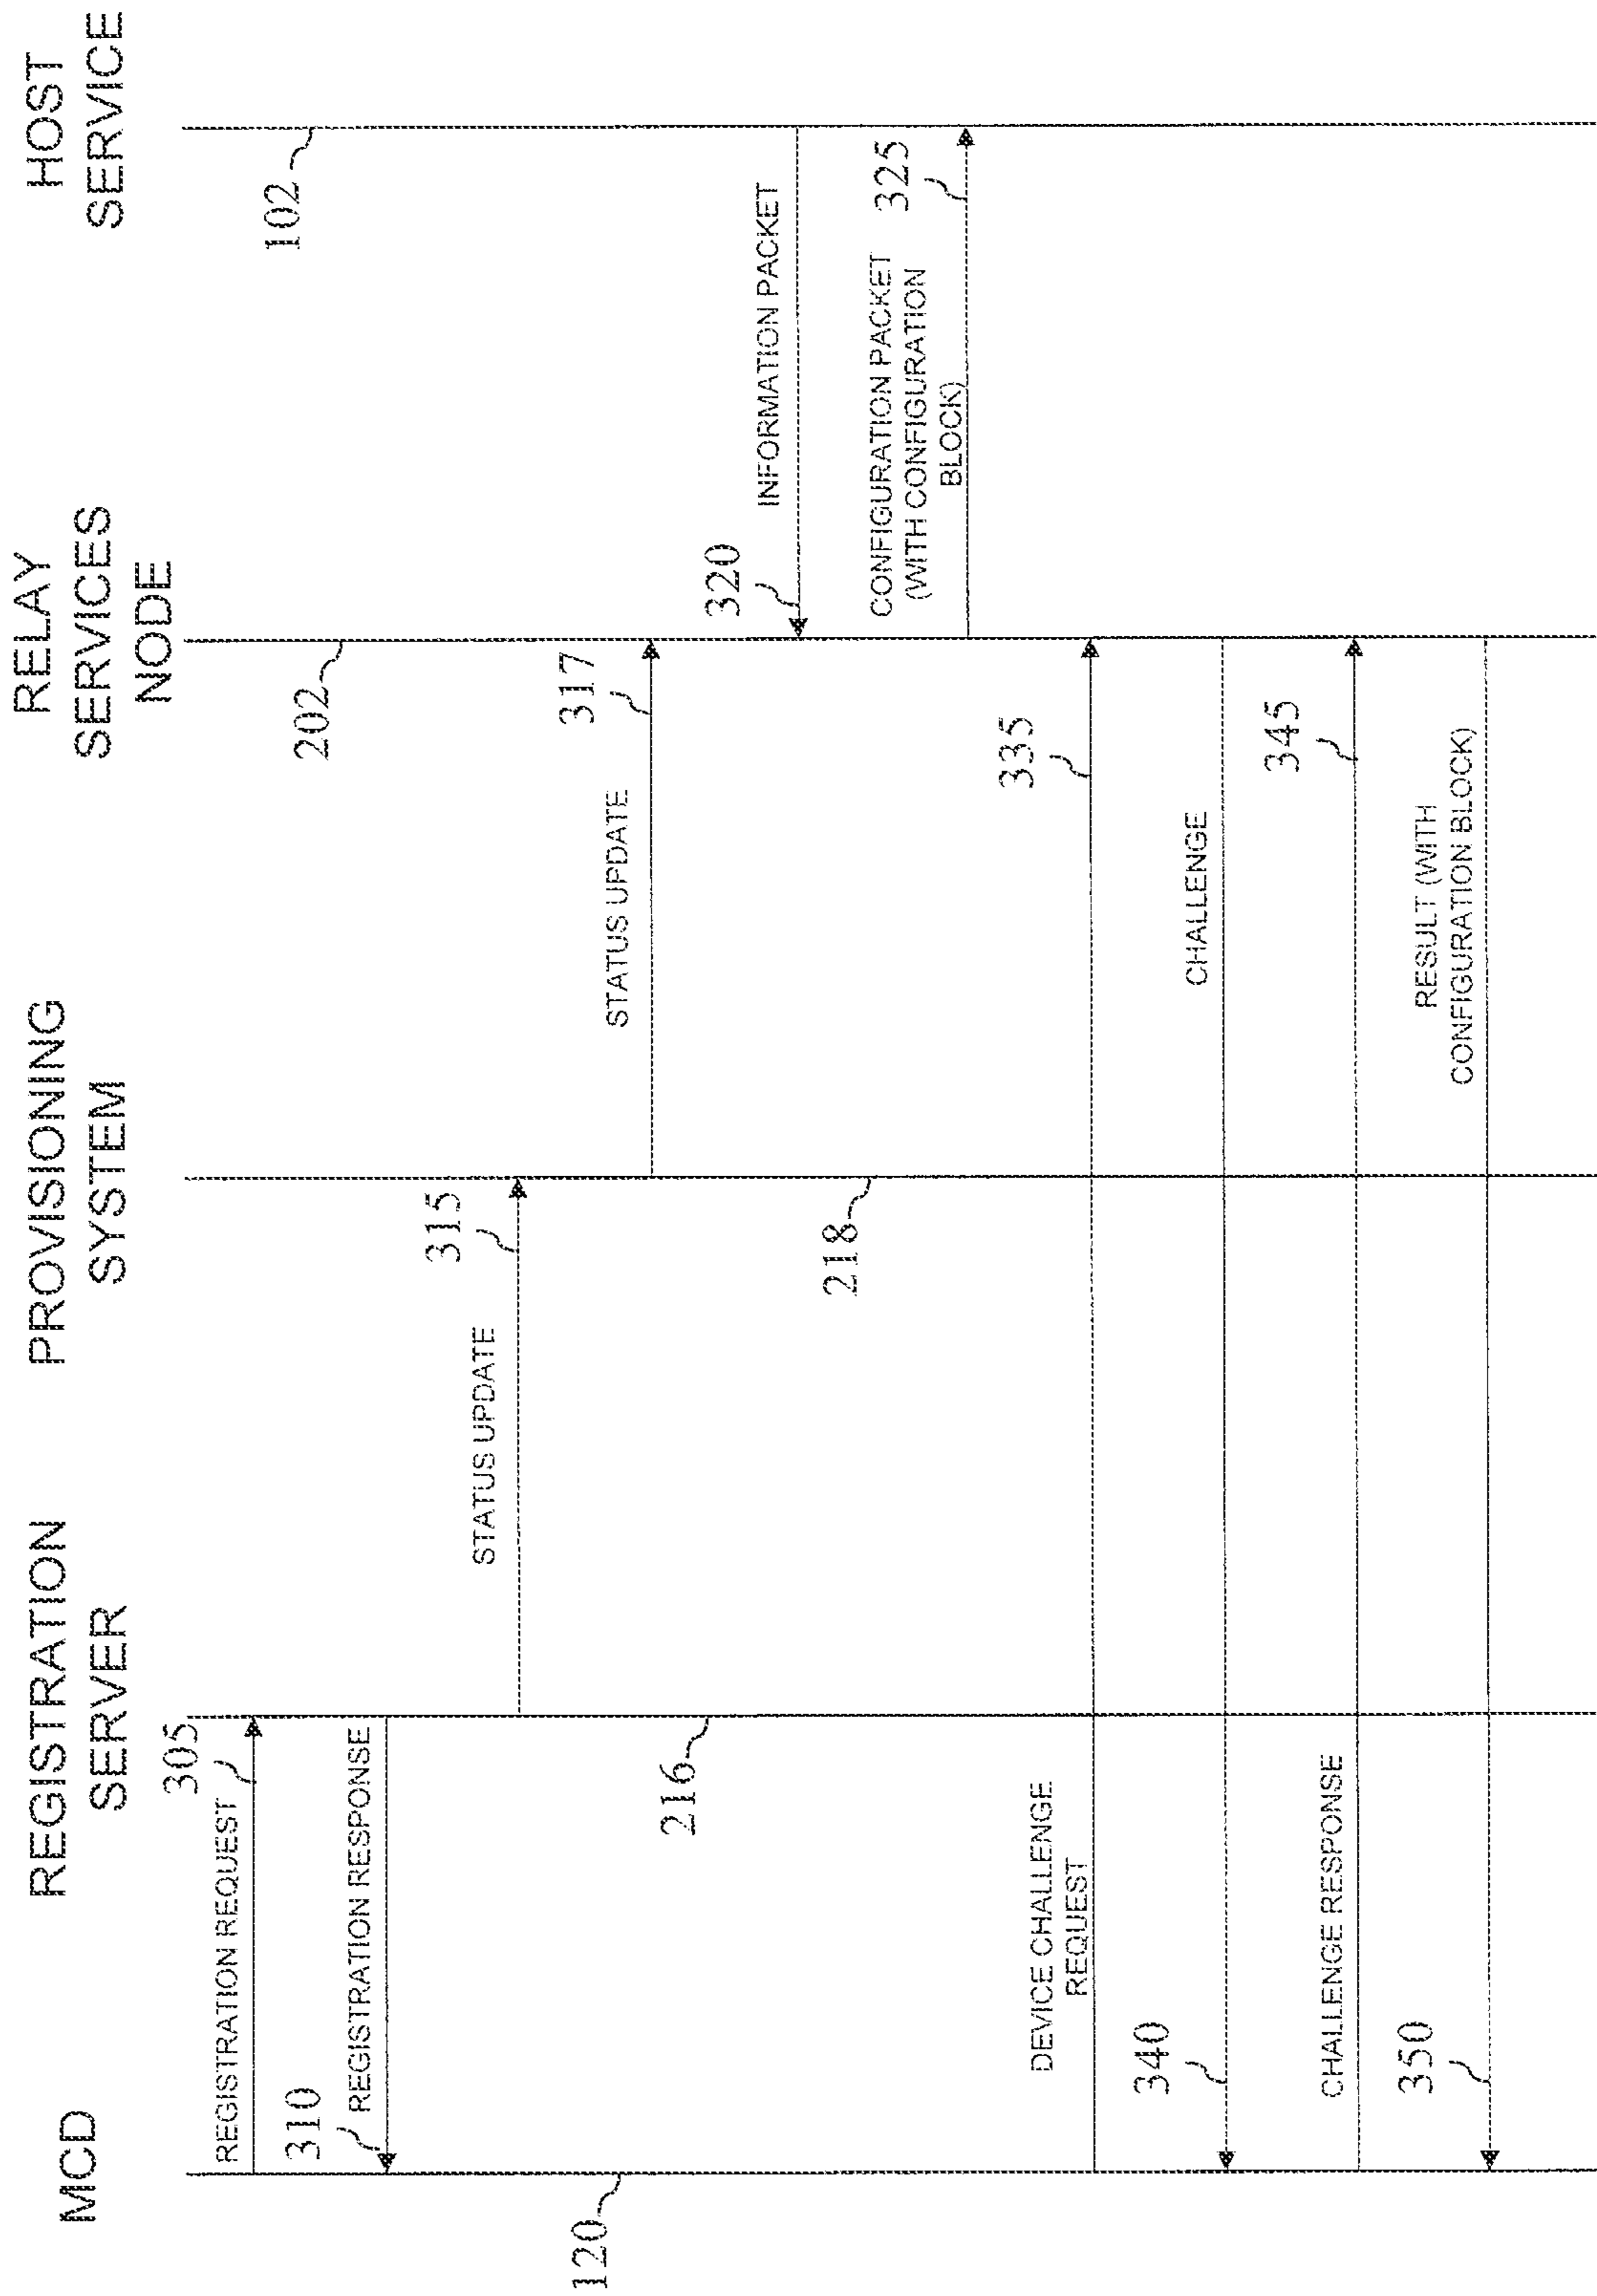 MCD
REGISTRATION
SERVER
PROVISIONING
SYSTEM
RELAY
SERVICES
NODE
HOST
SERVICE
102
202
305
REGISTRATION REQUEST
310
REGISTRATION RESPONSE
315
STATUS UPDATE
120
317
STATUS UPDATE
216
320
INFORMATION PACKET
218
325
CONFIGURATION PACKET
(WITH CONFIGURATION
BLOCK)
335
DEVICE CHALLENGE
REQUEST
340
CHALLENGE
345
CHALLENGE RESPONSE
350
RESULT (WITH
CONFIGURATION BLOCK)